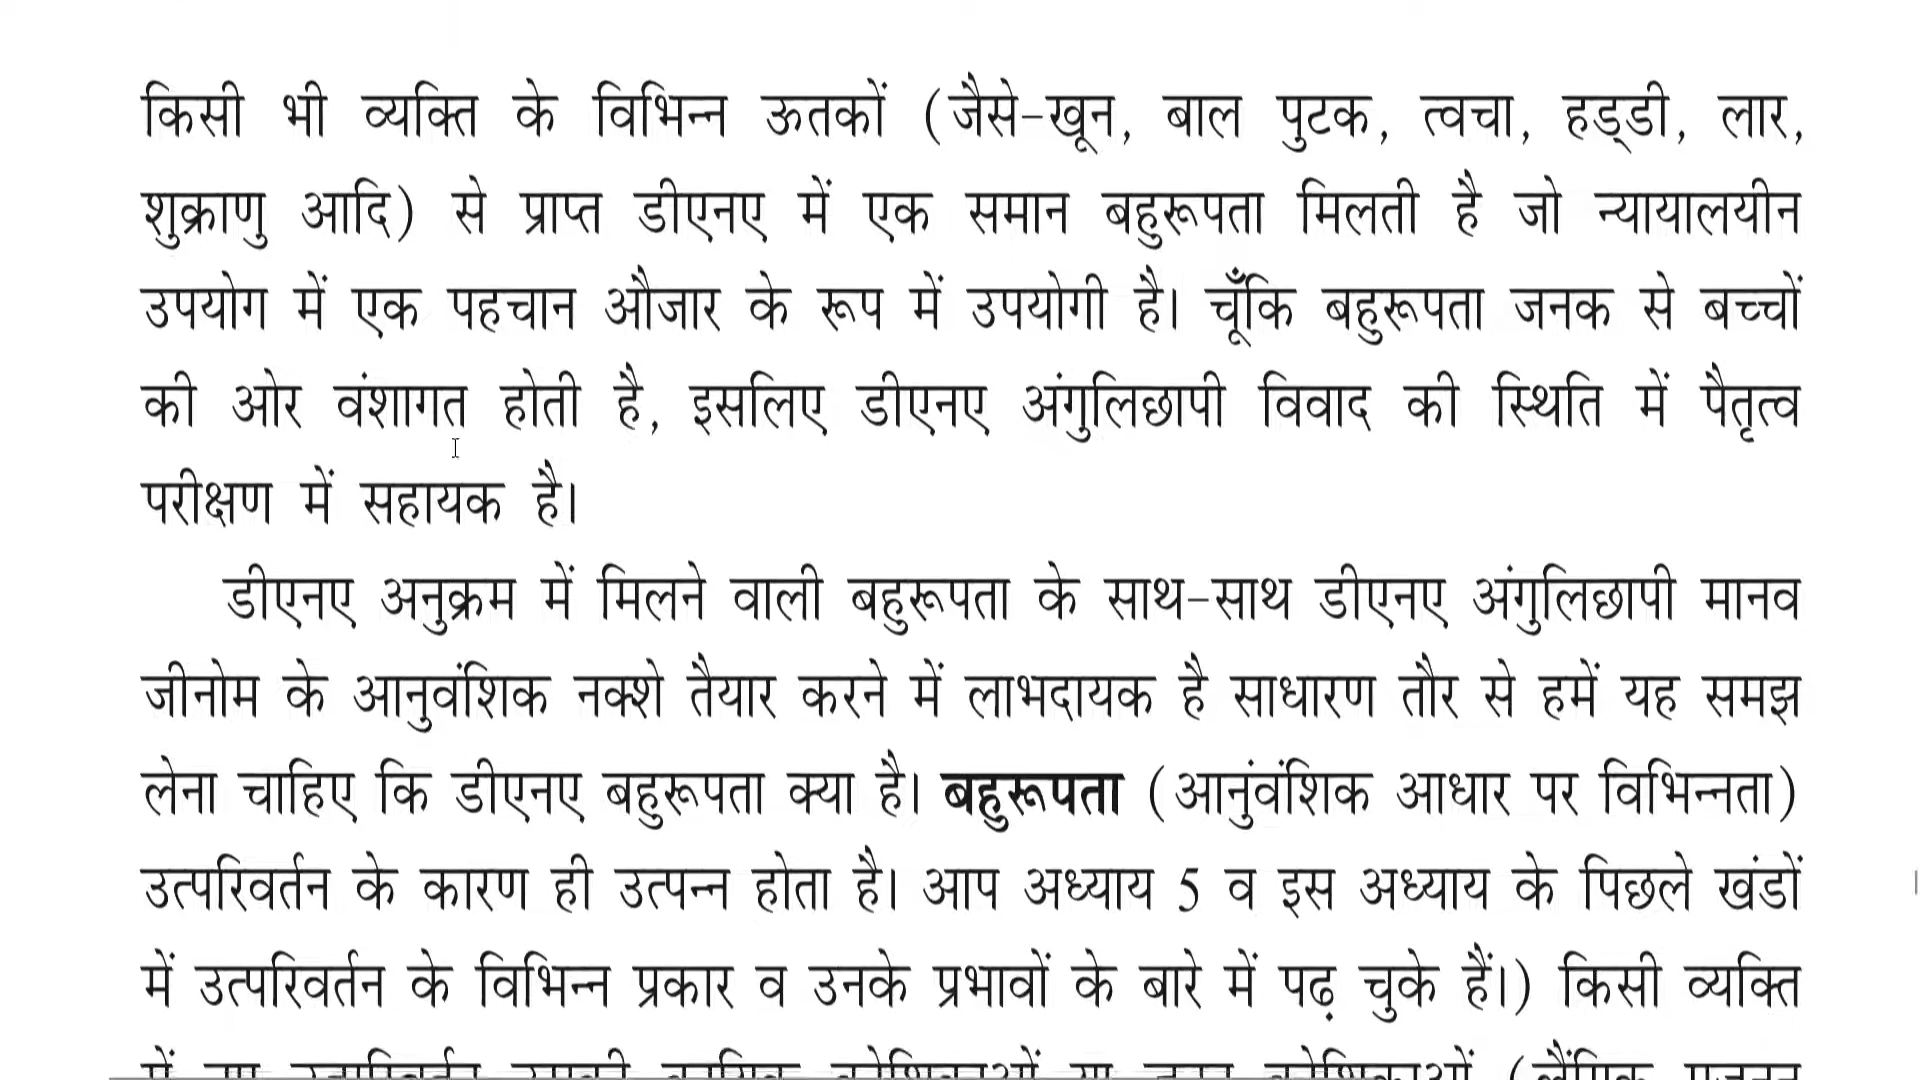 किसी भी व्यक्ति के विभिन्न ऊतकों (जैसे-खून, बाल पुटक, त्वचा, हड्डी, लार,
शुक्राणु आदि) से प्राप्त डीएनए में एक समान बहुरूपता मिलती है जो न्यायालयीन
उपयोग में एक पहचान औजार के रूप में उपयोगी है। चूँकि बहुरूपता जनक से बच्चों
की ओर वंशागत होती है, इसलिए डीएनए अंगुलिछापी विवाद की स्थिति में पैतृत्व
परीक्षण में सहायक है।
डीएनए अनुक्रम में मिलने वाली बहुरूपता के साथ-साथ डीएनए अंगुलिछापी मानव
जीनोम के आनुवंशिक नक्शे तैयार करने में लाभदायक है साधारण तौर से हमें यह समझ
लेना चाहिए कि डीएनए बहुरूपता क्या है। बहुरूपता (आनुंवंशिक आधार पर विभिन्नता)
उत्परिवर्तन के कारण ही उत्पन्न होता है। आप अध्याय 5 व इस अध्याय के पिछले खंडों
में उत्परिवर्तन के विभिन्न प्रकार व उनके प्रभावों के बारे में पढ़ चुके हैं।) किसी व्यक्ति